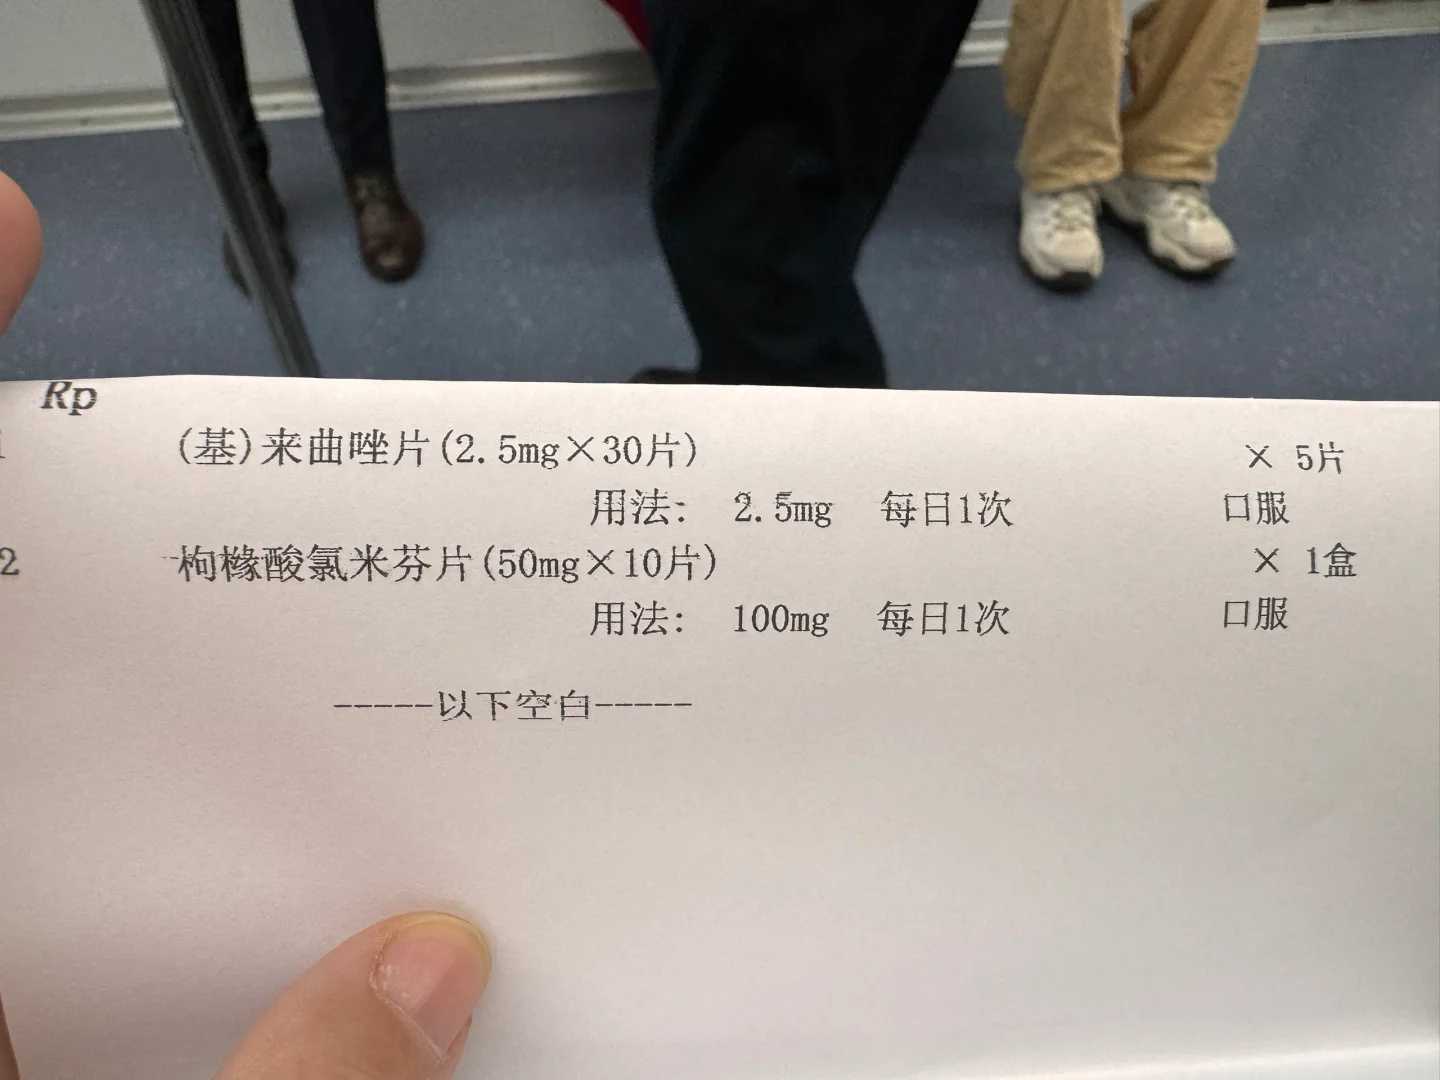 Rp
1 (基)来曲唑片(2.5mg×30片) × 5片
用法: 2.5mg 每日1次 口服
2 枸橼酸氯米芬片(50mg×10片) × 1盒
用法: 100mg 每日1次 口服
-----以下空白-----